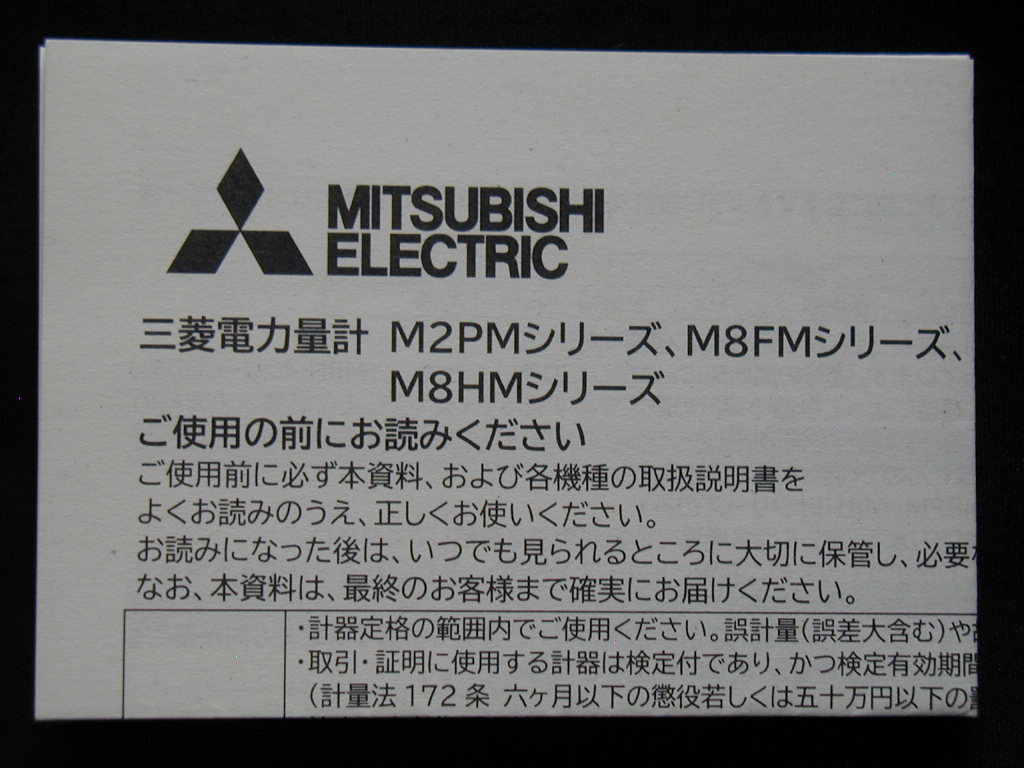 MITSUBISHI
ELECTRIC
三菱電力量計 M2PMシリーズ、M8FMシリーズ、
M8HMシリーズ
ご使用の前にお読みください
ご使用前に必ず本資料、および各機種の取扱説明書を
よくお読みのうえ、正しくお使いください。
お読みになった後は、いつでも見られるところに大切に保管し、必要
なお、本資料は、最終のお客様まで確実にお届けください。
・計器定格の範囲内でご使用ください。誤計量(誤差大含む)や
・取引・証明に使用する計器は検定付であり、かつ検定有効期間
(計量法172条 六ヶ月以下の懲役若しくは五十万円以下の